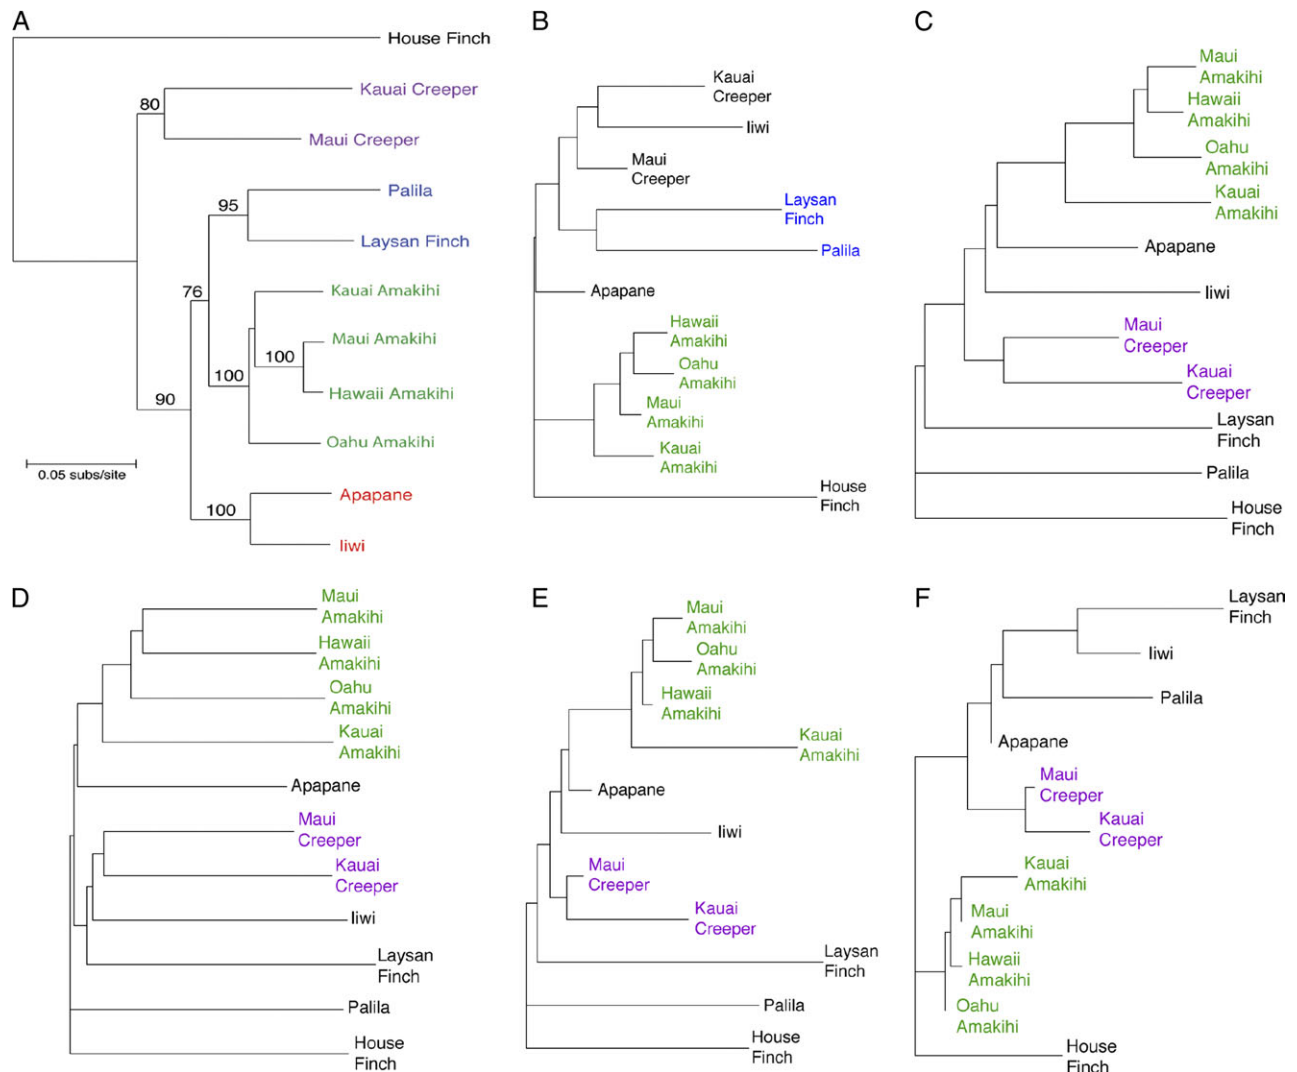 A
House Finch
Kauai Creeper
80
Maui Creeper
Palila
95
Laysan Finch
76
Kauai Amakihi
Maui Amakihi
100
100
Hawaii Amakihi
90
Oahu Amakihi
0.05 subs/site
Apapane
100
Iiwi
B
Kauai
Creeper
Iiwi
Maui
Creeper
Laysan
Finch
Palila
Apapane
Hawaii
Amakihi
Oahu
Amakihi
Maui
Amakihi
Kauai
Amakihi
House
Finch
C
Maui
Amakihi
Hawaii
Amakihi
Oahu
Amakihi
Kauai
Amakihi
Apapane
Iiwi
Maui
Creeper
Kauai
Creeper
Laysan
Finch
Palila
House
Finch
D
Maui
Amakihi
Hawaii
Amakihi
Oahu
Amakihi
Kauai
Amakihi
Apapane
Maui
Creeper
Kauai
Creeper
Iiwi
Laysan
Finch
Palila
House
Finch
E
Maui
Amakihi
Oahu
Amakihi
Hawaii
Amakihi
Kauai
Amakihi
Apapane
Iiwi
Maui
Creeper
Kauai
Creeper
Laysan
Finch
Palila
House
Finch
F
Laysan
Finch
Iiwi
Palila
Apapane
Maui
Creeper
Kauai
Creeper
Kauai
Amakihi
Maui
Amakihi
Hawaii
Amakihi
Oahu
Amakihi
House
Finch